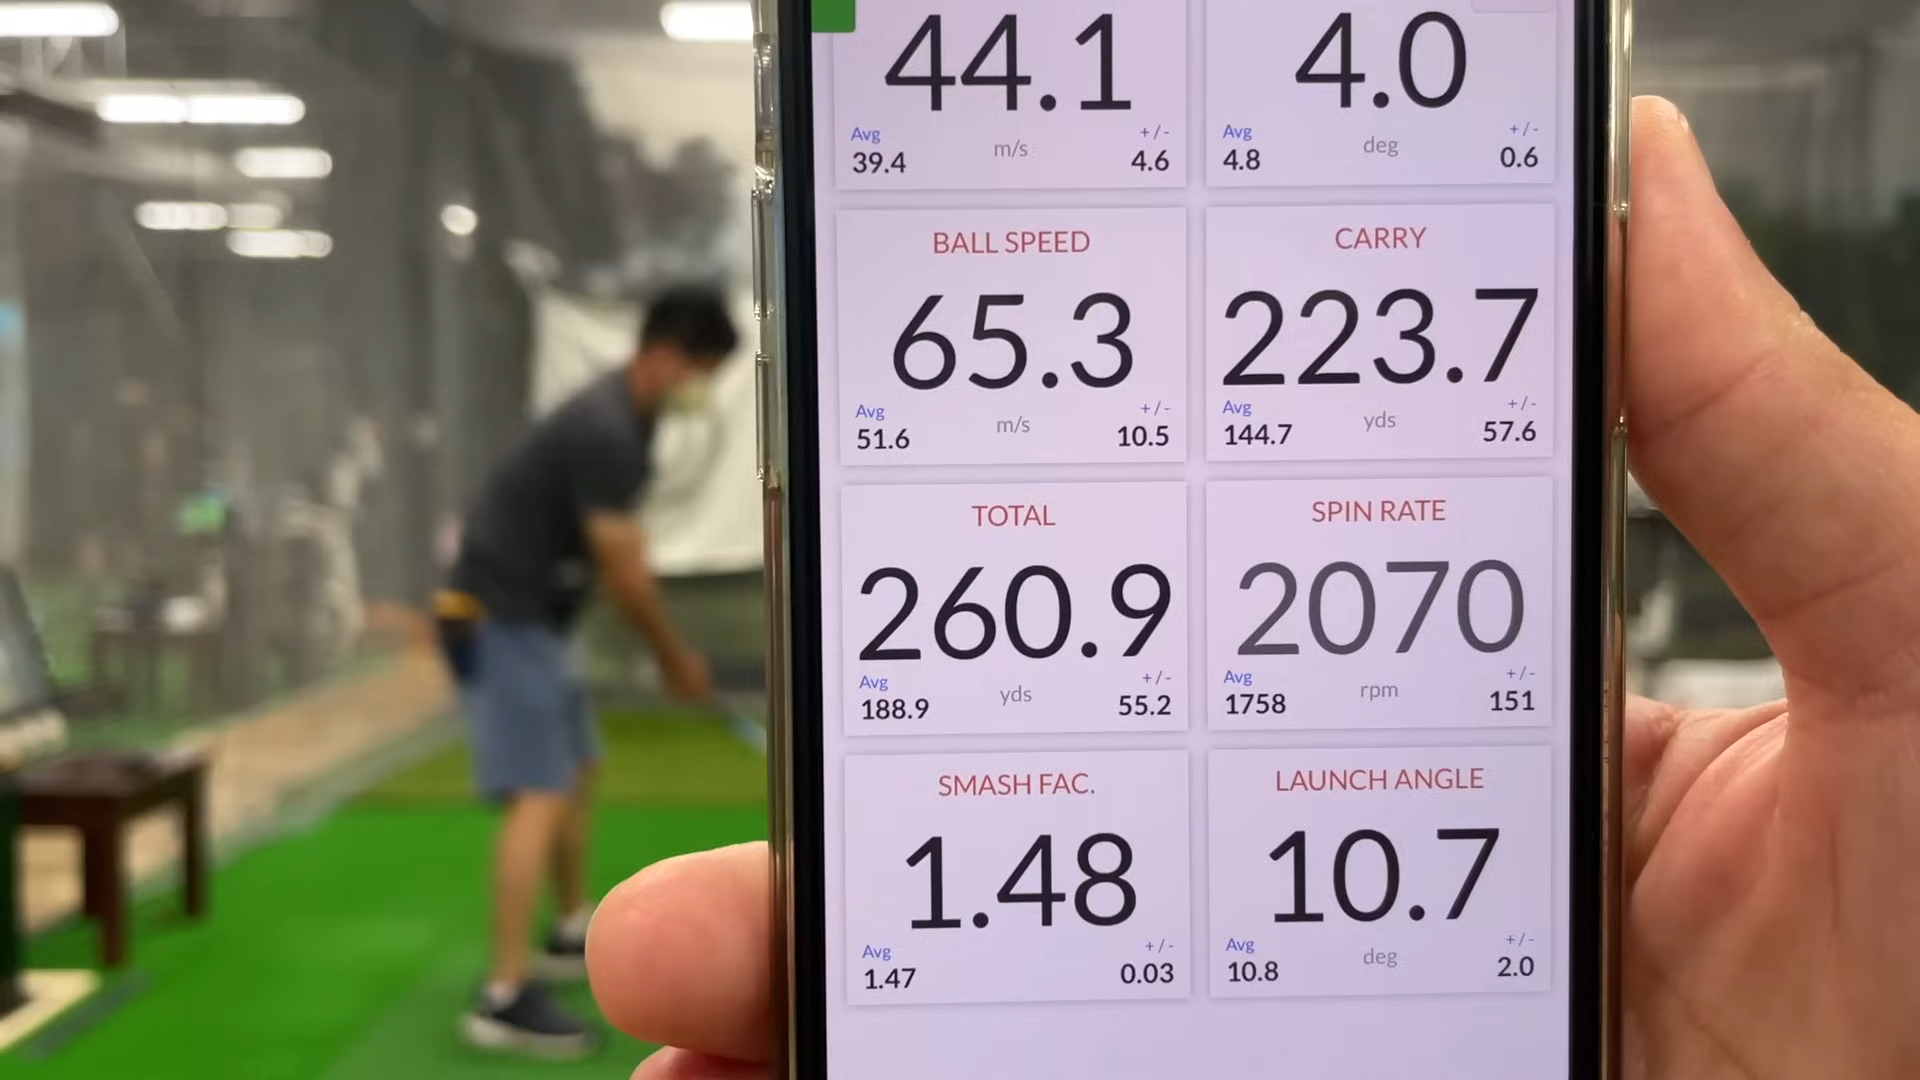 44.1
Avg
39.4
m/s
+/-
4.6
4.0
Avg
4.8
deg
+/-
0.6
BALL SPEED
65.3
Avg
51.6
m/s
+/-
10.5
CARRY
223.7
Avg
144.7
yds
+/-
57.6
TOTAL
260.9
Avg
188.9
yds
+/-
55.2
SPIN RATE
2070
Avg
1758
rpm
+/-
151
SMASH FAC.
1.48
Avg
1.47
+/-
0.03
LAUNCH ANGLE
10.7
Avg
10.8
deg
+/-
2.0